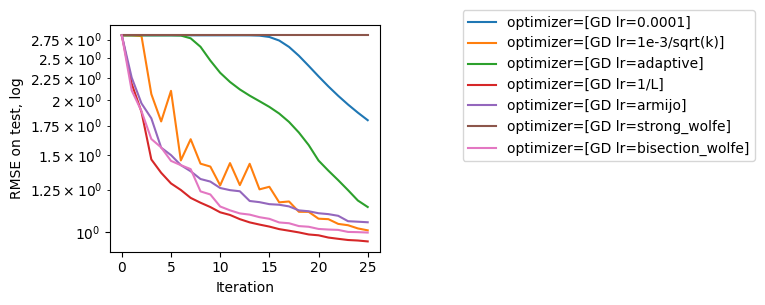 2.75 × 10⁰
2.5 × 10⁰
2.25 × 10⁰
2 × 10⁰
1.75 × 10⁰
1.5 × 10⁰
1.25 × 10⁰
10⁰
RMSE on test, log
0 5 10 15 20 25
Iteration
optimizer=[GD lr=0.0001]
optimizer=[GD lr=1e-3/sqrt(k)]
optimizer=[GD lr=adaptive]
optimizer=[GD lr=1/L]
optimizer=[GD lr=armijo]
optimizer=[GD lr=strong_wolfe]
optimizer=[GD lr=bisection_wolfe]